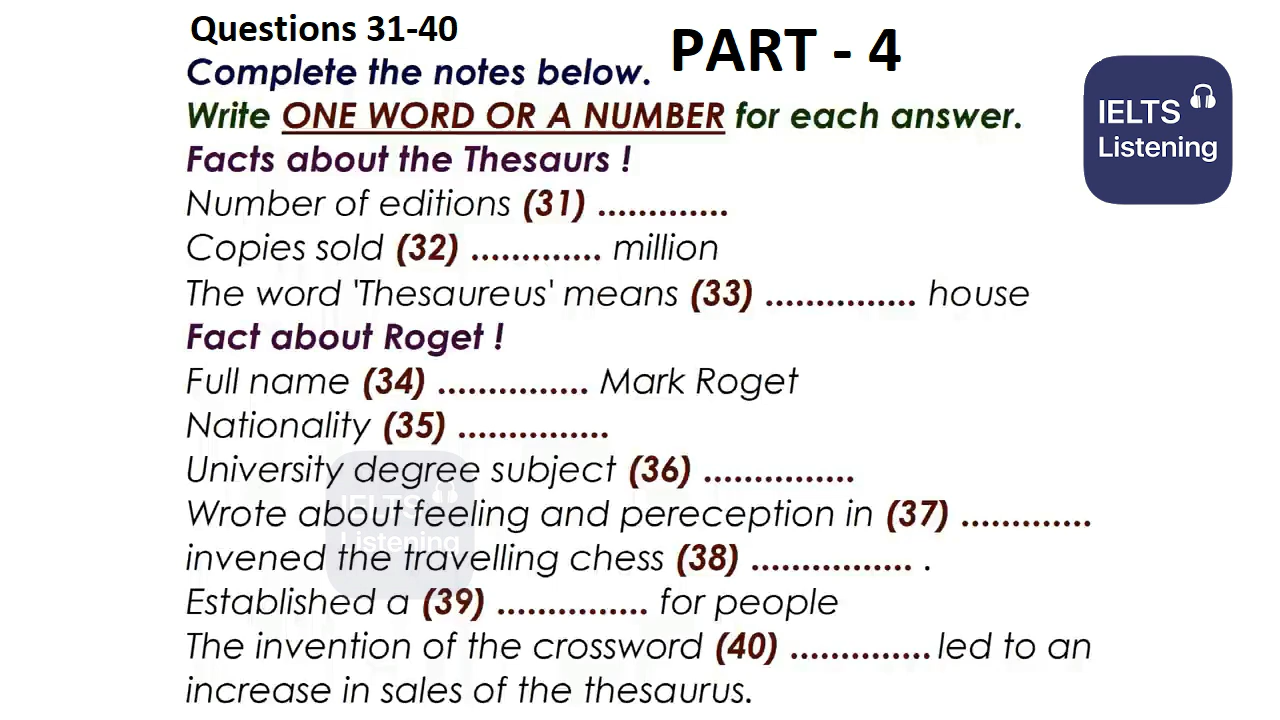 Questions 31-40
PART - 4
Complete the notes below.
Write ONE WORD OR A NUMBER for each answer.
IELTS
Listening
Facts about the Thesaurs !
Number of editions (31) .............
Copies sold (32) ............. million
The word 'Thesaureus' means (33) ............... house
Fact about Roget !
Full name (34) ............... Mark Roget
Nationality (35) ...............
University degree subject (36) ...............
Wrote about feeling and pereception in (37) .............
IELTS
Listening
invened the travelling chess (38) ................ .
Established a (39) ............... for people
The invention of the crossword (40) .............. led to an
increase in sales of the thesaurus.